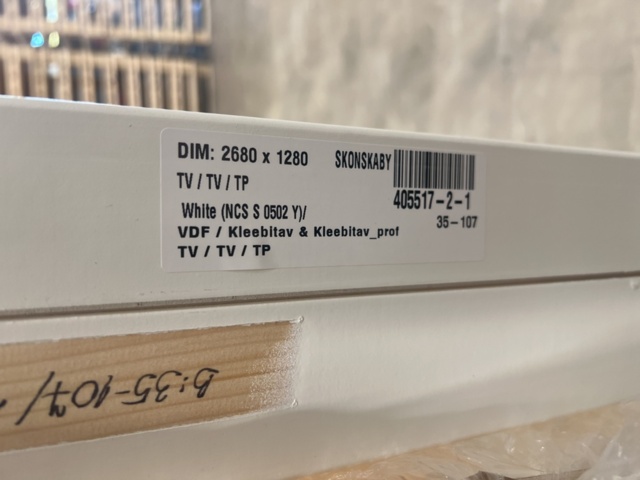 DIM: 2680 x 1280 SKONSKABY
TV / TV / TP
405517-2-1
White (NCS S 0502 Y)/
35-107
VDF / Kleebitav & Kleebitav_prof
TV / TV / TP
B:35-107/